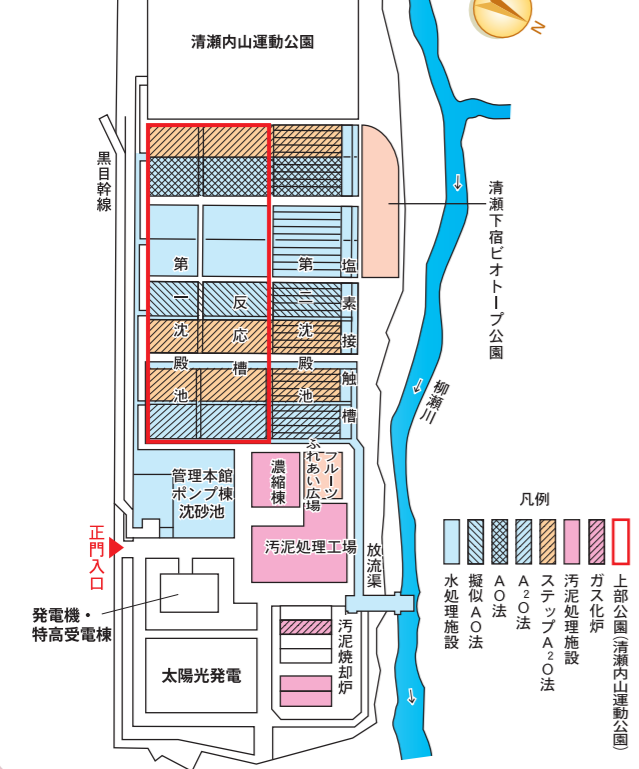 清瀬内山運動公園
N
黒目幹線
清瀬下宿ビオトープ公園
第一沈殿池
反応槽
第二沈殿池
塩素接触槽
柳瀬川
管理本館
ポンプ棟
沈砂池
濃縮棟
フルーツ
ふれあい広場
汚泥処理工場
放流渠
正門入口
発電機・
特高受電棟
太陽光発電
汚泥焼却炉
凡例
水処理施設
擬似AO法
AO法
A²O法
ステップA²O法
汚泥処理施設
ガス化炉
上部公園(清瀬内山運動公園)